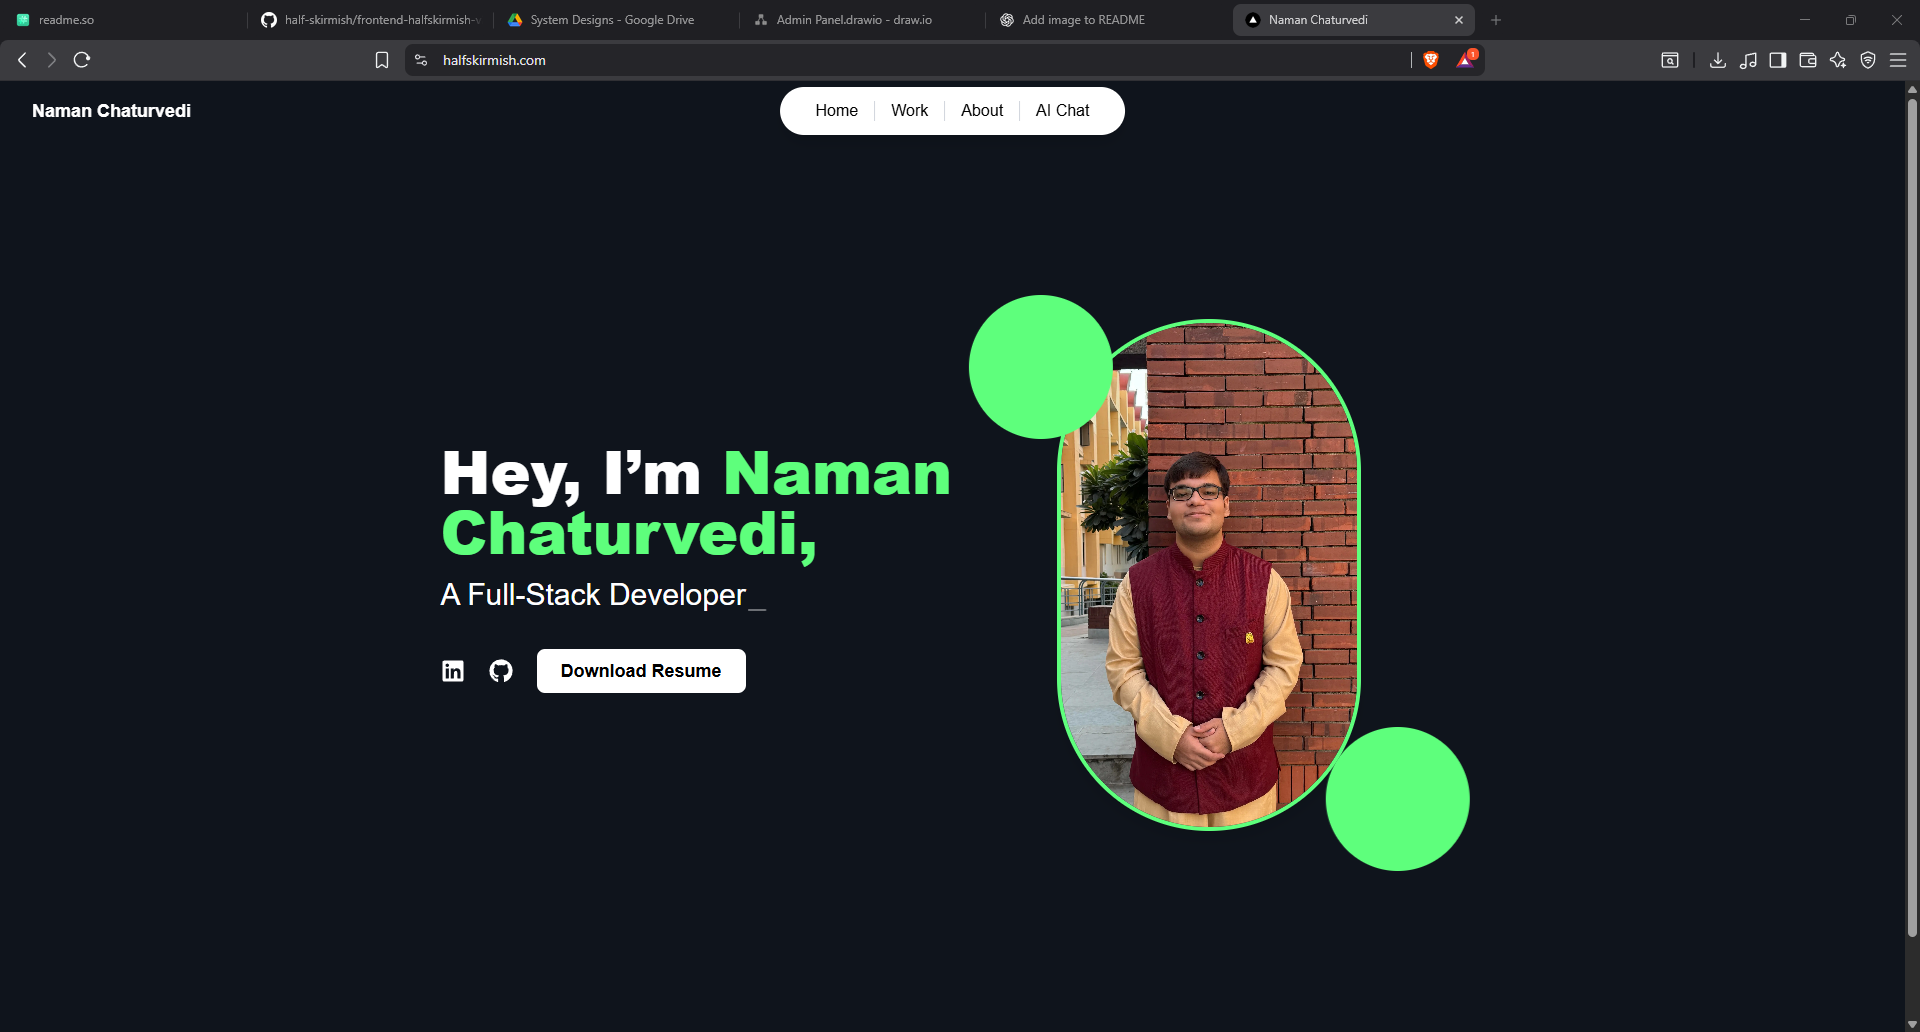 readme.so
half-skirmish/frontend-halfskirmish-v
System Designs - Google Drive
Admin Panel.drawio - draw.io
Add image to README
Naman Chaturvedi
halfskirmish.com
1
Naman Chaturvedi
Home
Work
About
AI Chat
Hey, I’m Naman
Chaturvedi,
A Full-Stack Developer_
in
Download Resume